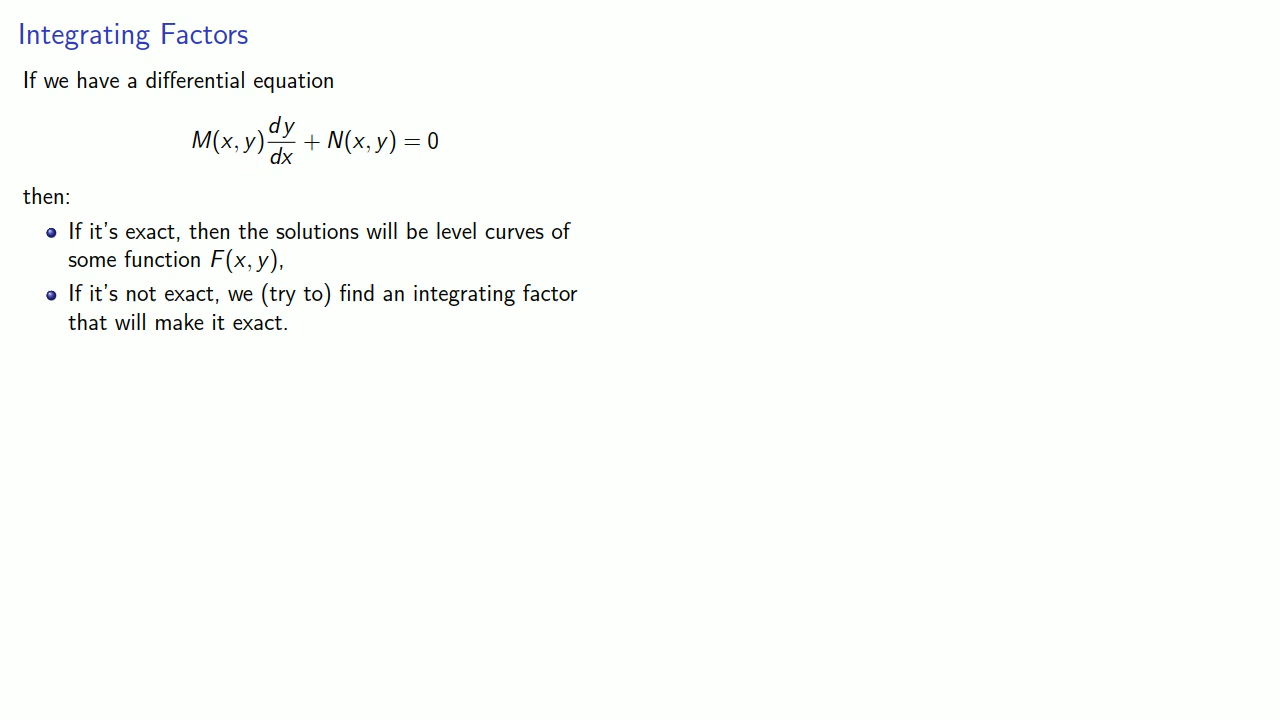 Integrating Factors
If we have a differential equation
M(x, y) dy/dx + N(x, y) = 0
then:
If it's exact, then the solutions will be level curves of
some function F(x, y),
If it's not exact, we (try to) find an integrating factor
that will make it exact.